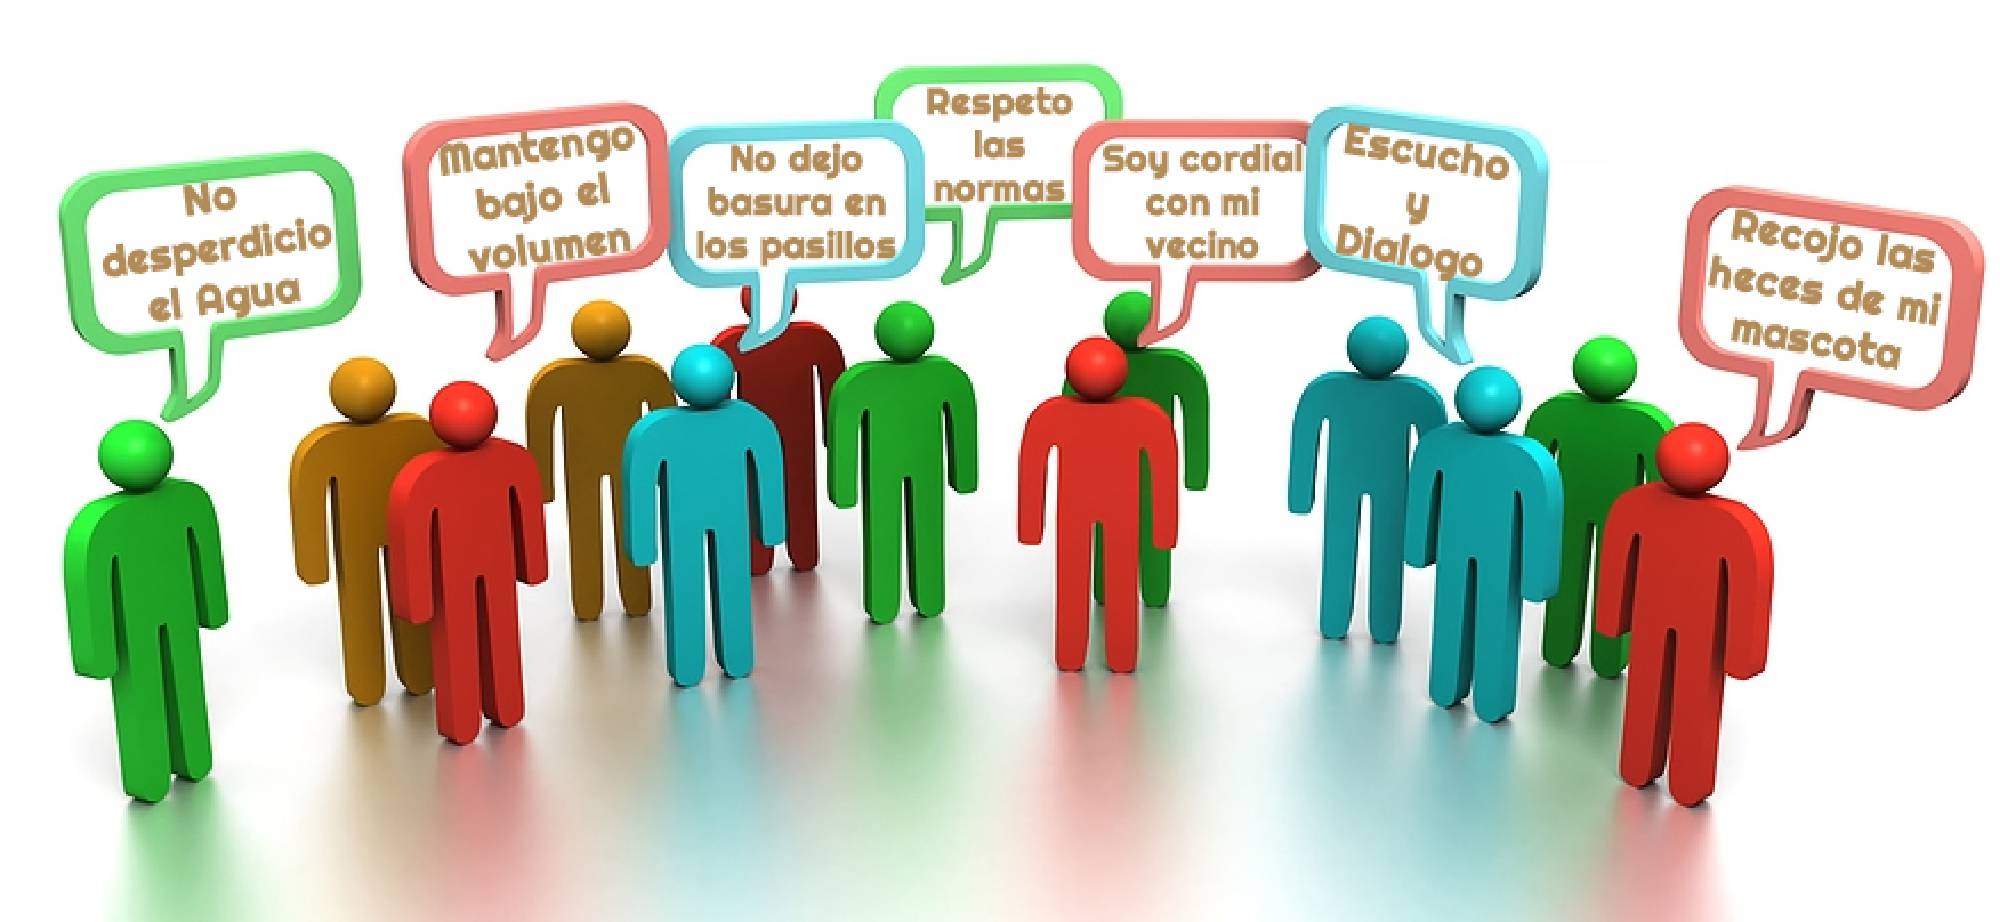 No
desperdicio
el Agua
Mantengo
bajo el
volumen
No dejo
basura en
los pasillos
Respeto
las
normas
Soy cordial
con mi
vecino
Escucho
y
Dialogo
Recojo las
heces de mi
mascota